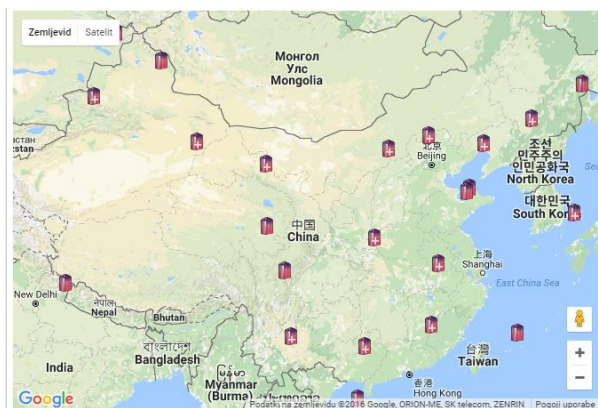 Zemljevid Satelit
Монгол
Улс
Mongolia
北京
Beijing
조선
민주주의
인민공화국
North Korea
대한민국
South Kor
中国
China
上海
Shanghai
East China Sea
New Delhi
नेपाल
Nepal
Bhutan
India
বাংলাদেশ
Bangladesh
Myanmar
(Burma)
台灣
Taiwan
香港
Hong Kong
Google
Podatki na zemljevidu ©2016 Google, ORION-ME, SK telecom, ZENRIN Pogoji uporabe